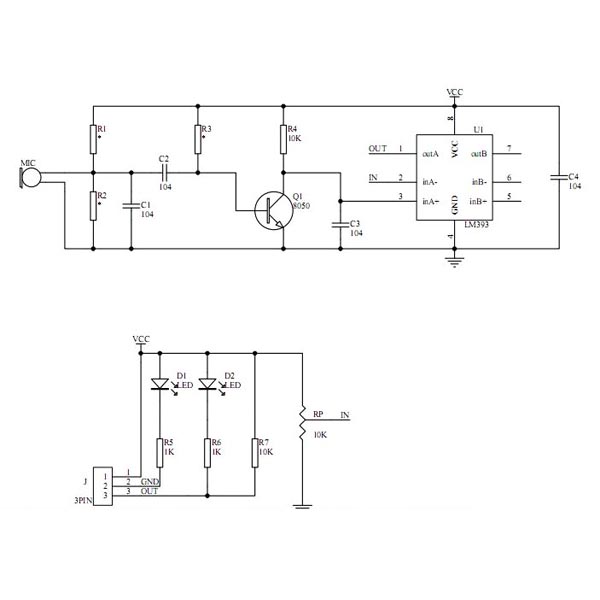 VCC
8
U1
R1
*
R3
*
R4
10K
OUT 1 outA VCC outB 7
MIC
C2
104
IN 2 inA- inB- 6
C4
104
R2
*
C1
104
Q1
8050
3 inA+ GND inB+ 5
C3
104
4
LM393
VCC
D1
LED
D2
LED
RP
IN
10K
R5
1K
R6
1K
R7
10K
J
1 1
2 2 GND
3 3 OUT
3PIN